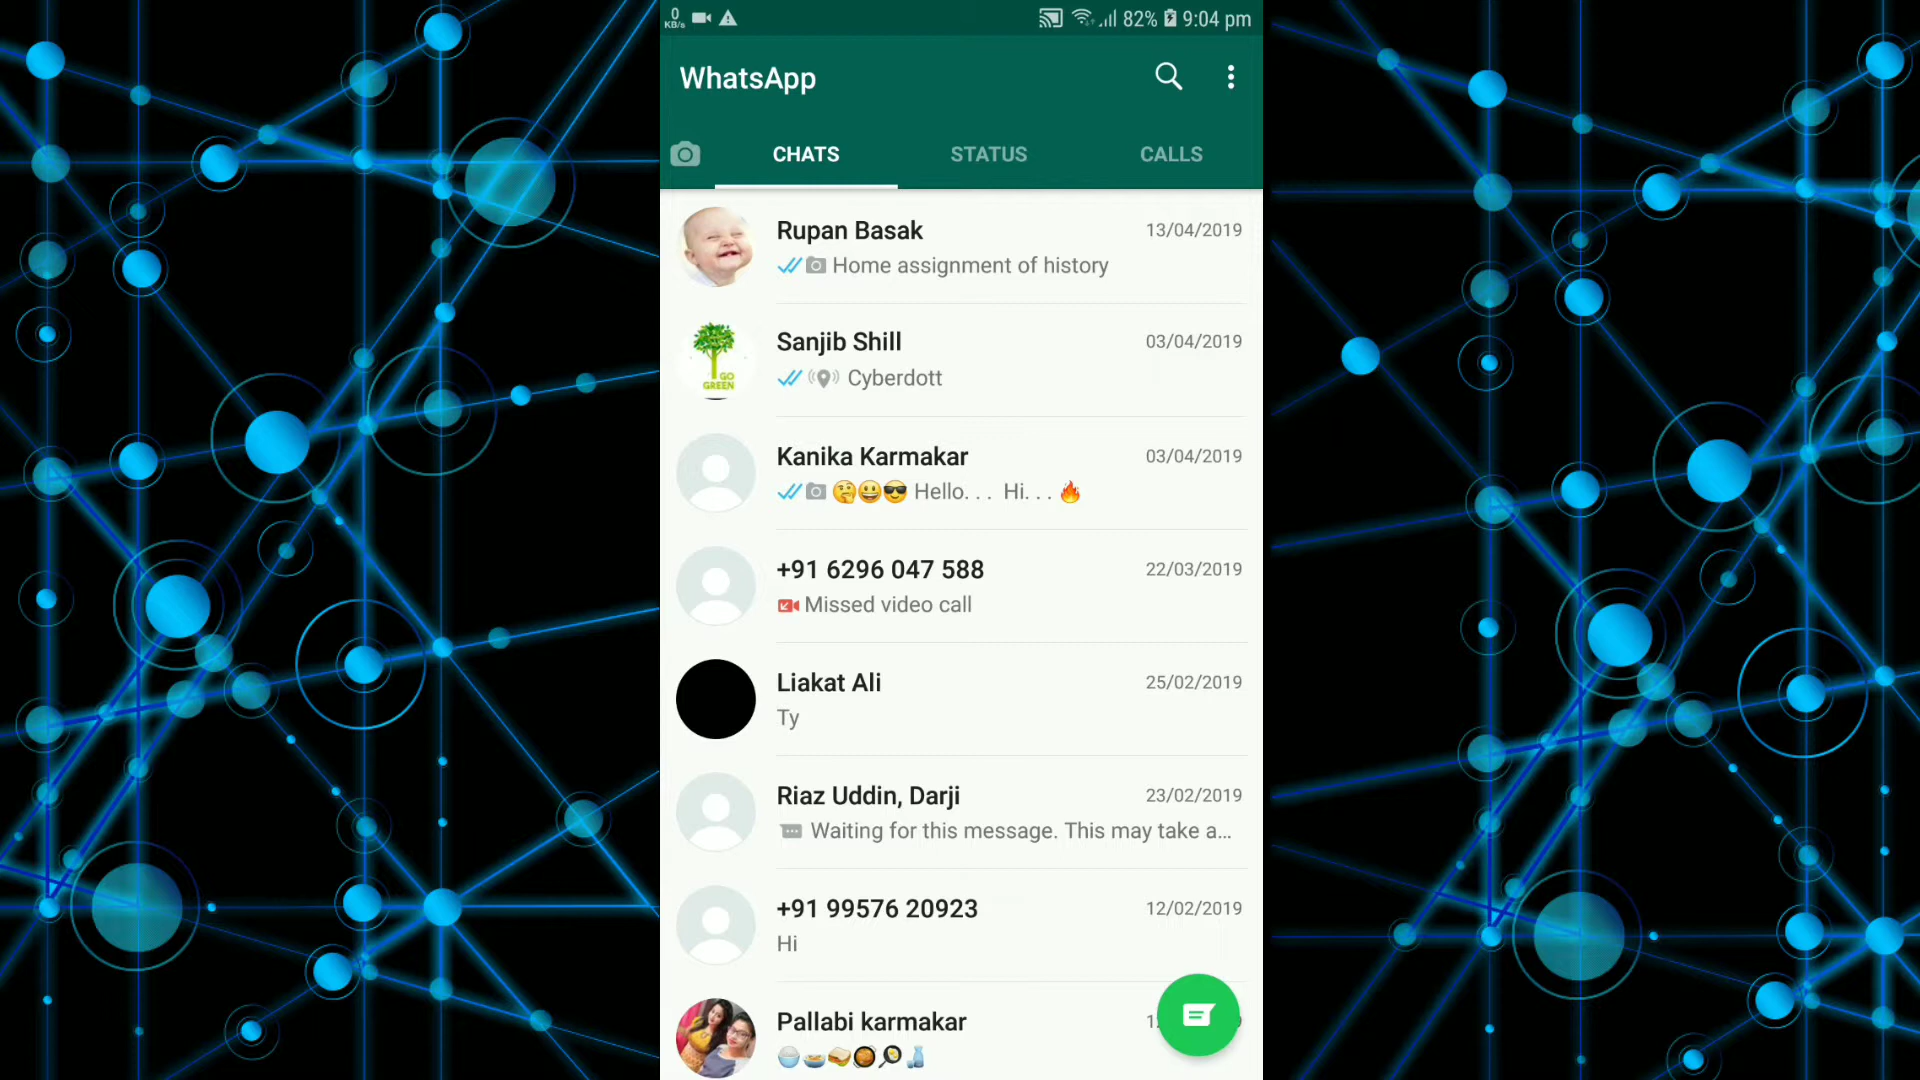 0
KB/s
82% 9:04 pm
WhatsApp
CHATS STATUS CALLS
Rupan Basak 13/04/2019
Home assignment of history
GO
GREEN
Sanjib Shill 03/04/2019
Cyberdott
Kanika Karmakar 03/04/2019
🤔😃😎 Hello. . . Hi. . . 🔥
+91 6296 047 588 22/03/2019
Missed video call
Liakat Ali 25/02/2019
Ty
Riaz Uddin, Darji 23/02/2019
Waiting for this message. This may take a...
+91 99576 20923 12/02/2019
Hi
Pallabi karmakar